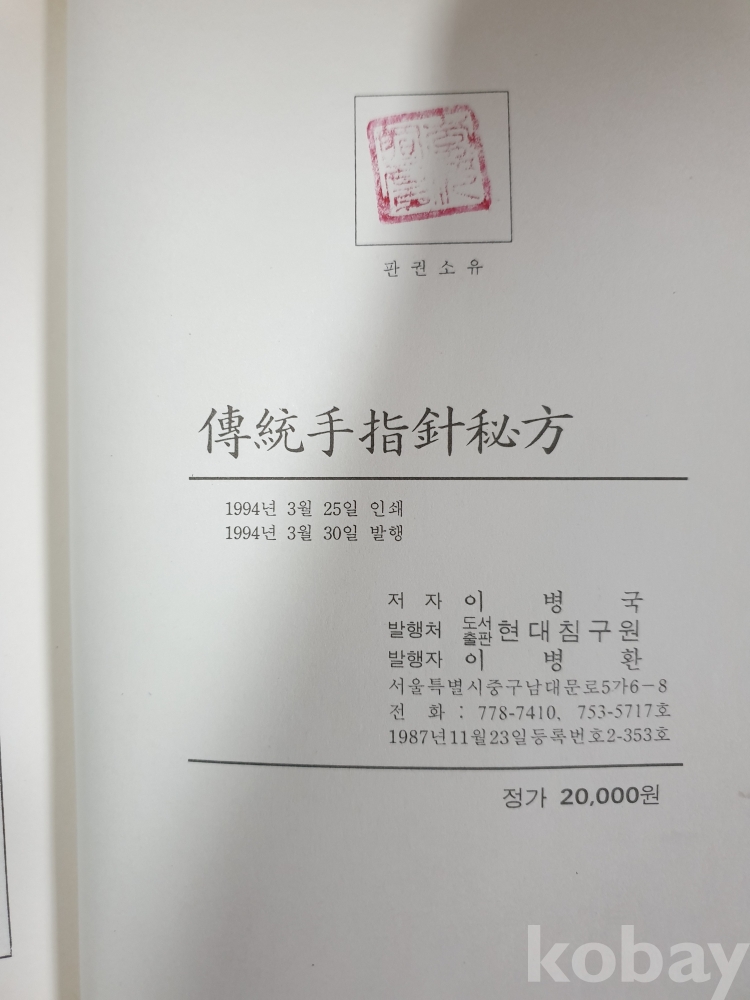 판권소유
傳統手指針秘方
1994년 3월 25일 인쇄
1994년 3월 30일 발행
저 자 이 병 국
발행처 도서출판 현대침구원
발행자 이 병 환
서울특별시중구남대문로5가6-8
전 화 : 778-7410, 753-5717호
1987년11월23일등록번호2-353호
정가 20,000원
kobay